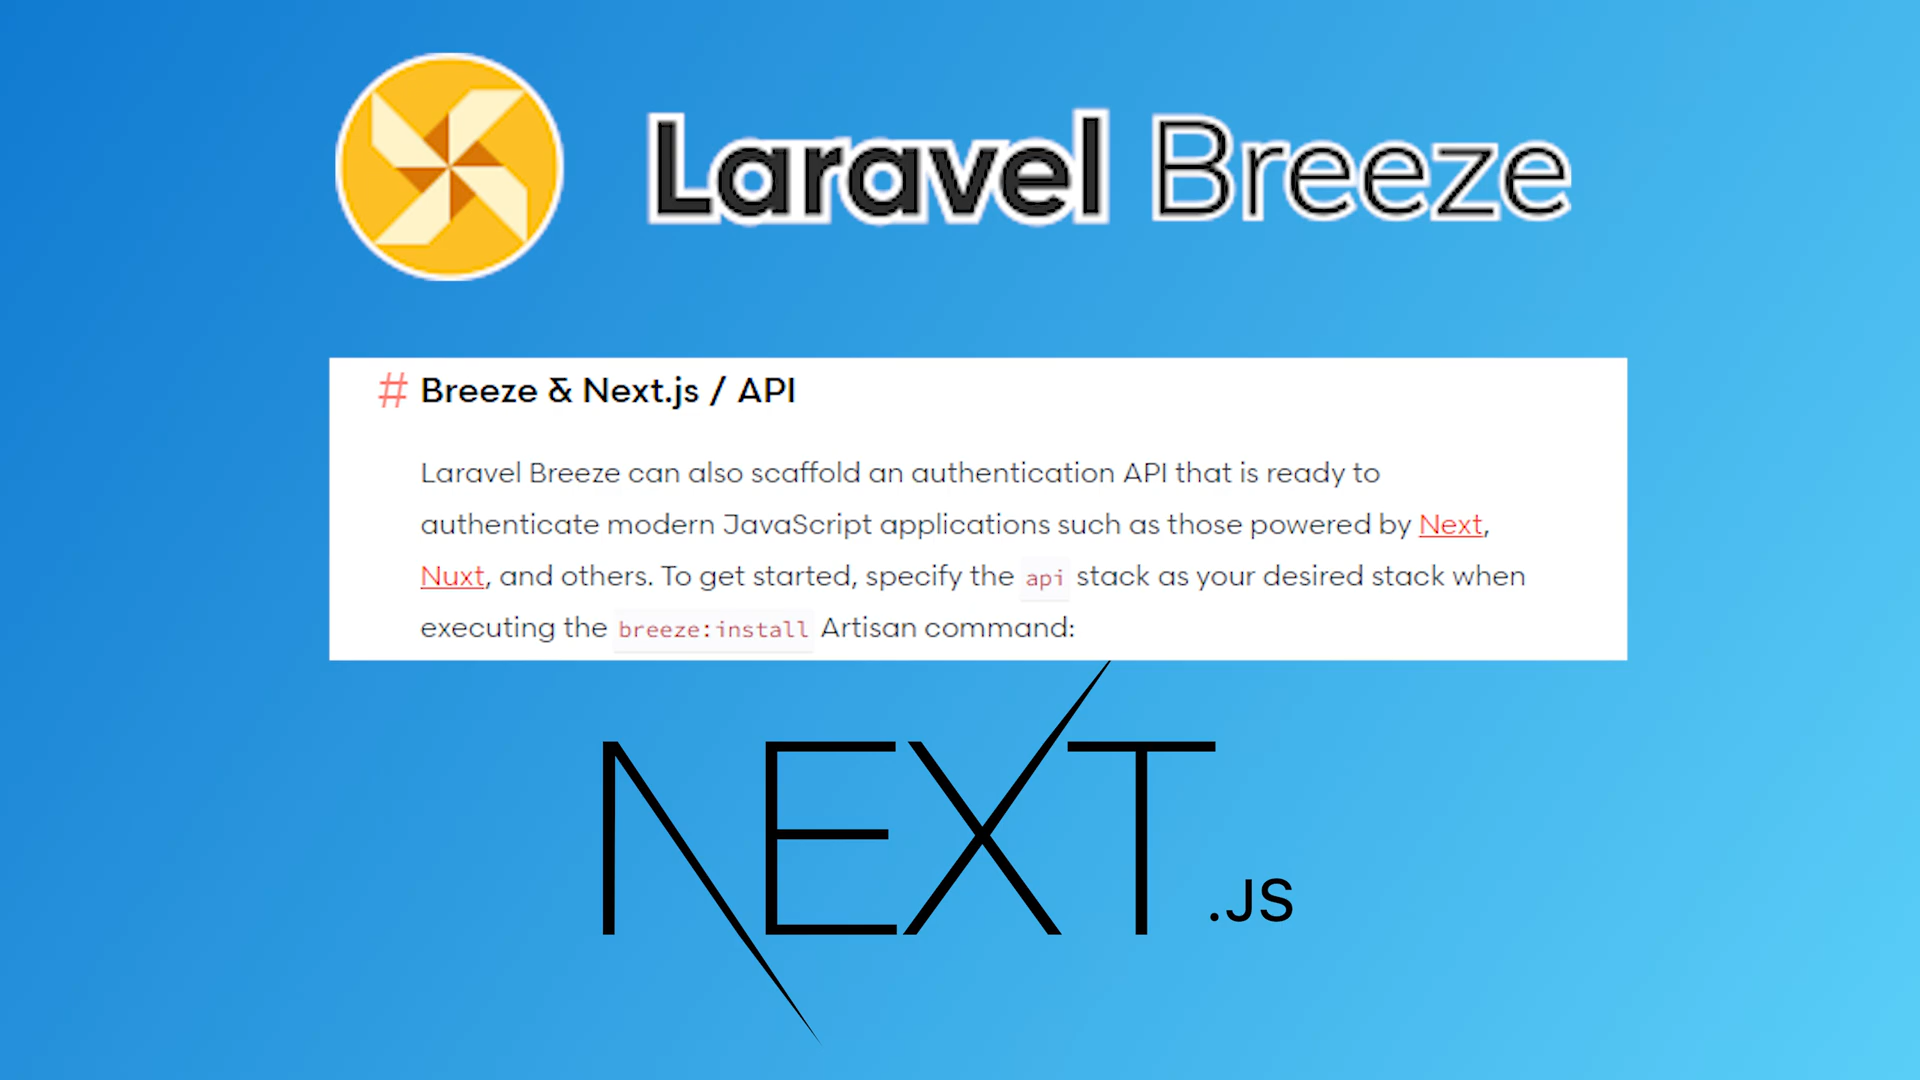 Laravel Breeze
# Breeze & Next.js / API
Laravel Breeze can also scaffold an authentication API that is ready to
authenticate modern JavaScript applications such as those powered by Next,
Nuxt, and others. To get started, specify the api stack as your desired stack when
executing the breeze:install Artisan command:
NEXT.JS